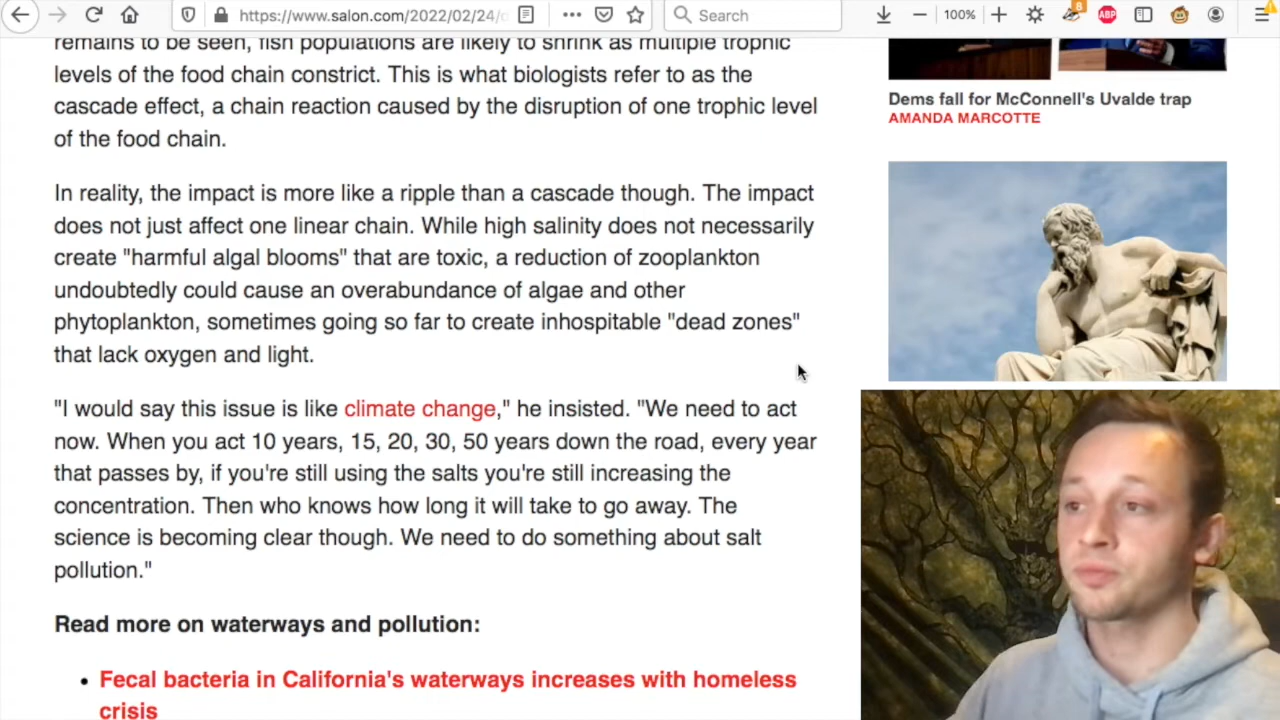 https://www.salon.com/2022/02/24/
Search
100%
8
ABP
remains to be seen, fish populations are likely to shrink as multiple trophic
levels of the food chain constrict. This is what biologists refer to as the
cascade effect, a chain reaction caused by the disruption of one trophic level
of the food chain.
In reality, the impact is more like a ripple than a cascade though. The impact
does not just affect one linear chain. While high salinity does not necessarily
create "harmful algal blooms" that are toxic, a reduction of zooplankton
undoubtedly could cause an overabundance of algae and other
phytoplankton, sometimes going so far to create inhospitable "dead zones"
that lack oxygen and light.
"I would say this issue is like climate change," he insisted. "We need to act
now. When you act 10 years, 15, 20, 30, 50 years down the road, every year
that passes by, if you're still using the salts you're still increasing the
concentration. Then who knows how long it will take to go away. The
science is becoming clear though. We need to do something about salt
pollution."
Read more on waterways and pollution:
• Fecal bacteria in California's waterways increases with homeless
crisis
Dems fall for McConnell's Uvalde trap
AMANDA MARCOTTE